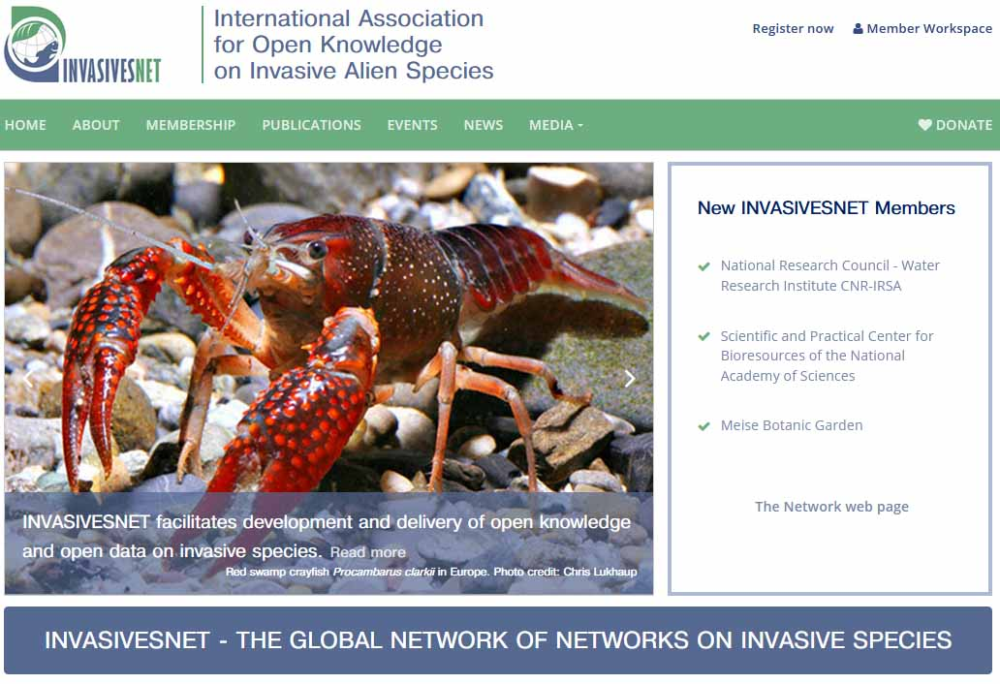 INVASIVESNET
International Association
for Open Knowledge
on Invasive Alien Species
Register now
Member Workspace
HOME
ABOUT
MEMBERSHIP
PUBLICATIONS
EVENTS
NEWS
MEDIA
DONATE
INVASIVESNET facilitates development and delivery of open knowledge
and open data on invasive species. Read more
Red swamp crayfish Procambarus clarkii in Europe. Photo credit: Chris Lukhaup
New INVASIVESNET Members
National Research Council - Water
Research Institute CNR-IRSA
Scientific and Practical Center for
Bioresources of the National
Academy of Sciences
Meise Botanic Garden
The Network web page
INVASIVESNET - THE GLOBAL NETWORK OF NETWORKS ON INVASIVE SPECIES